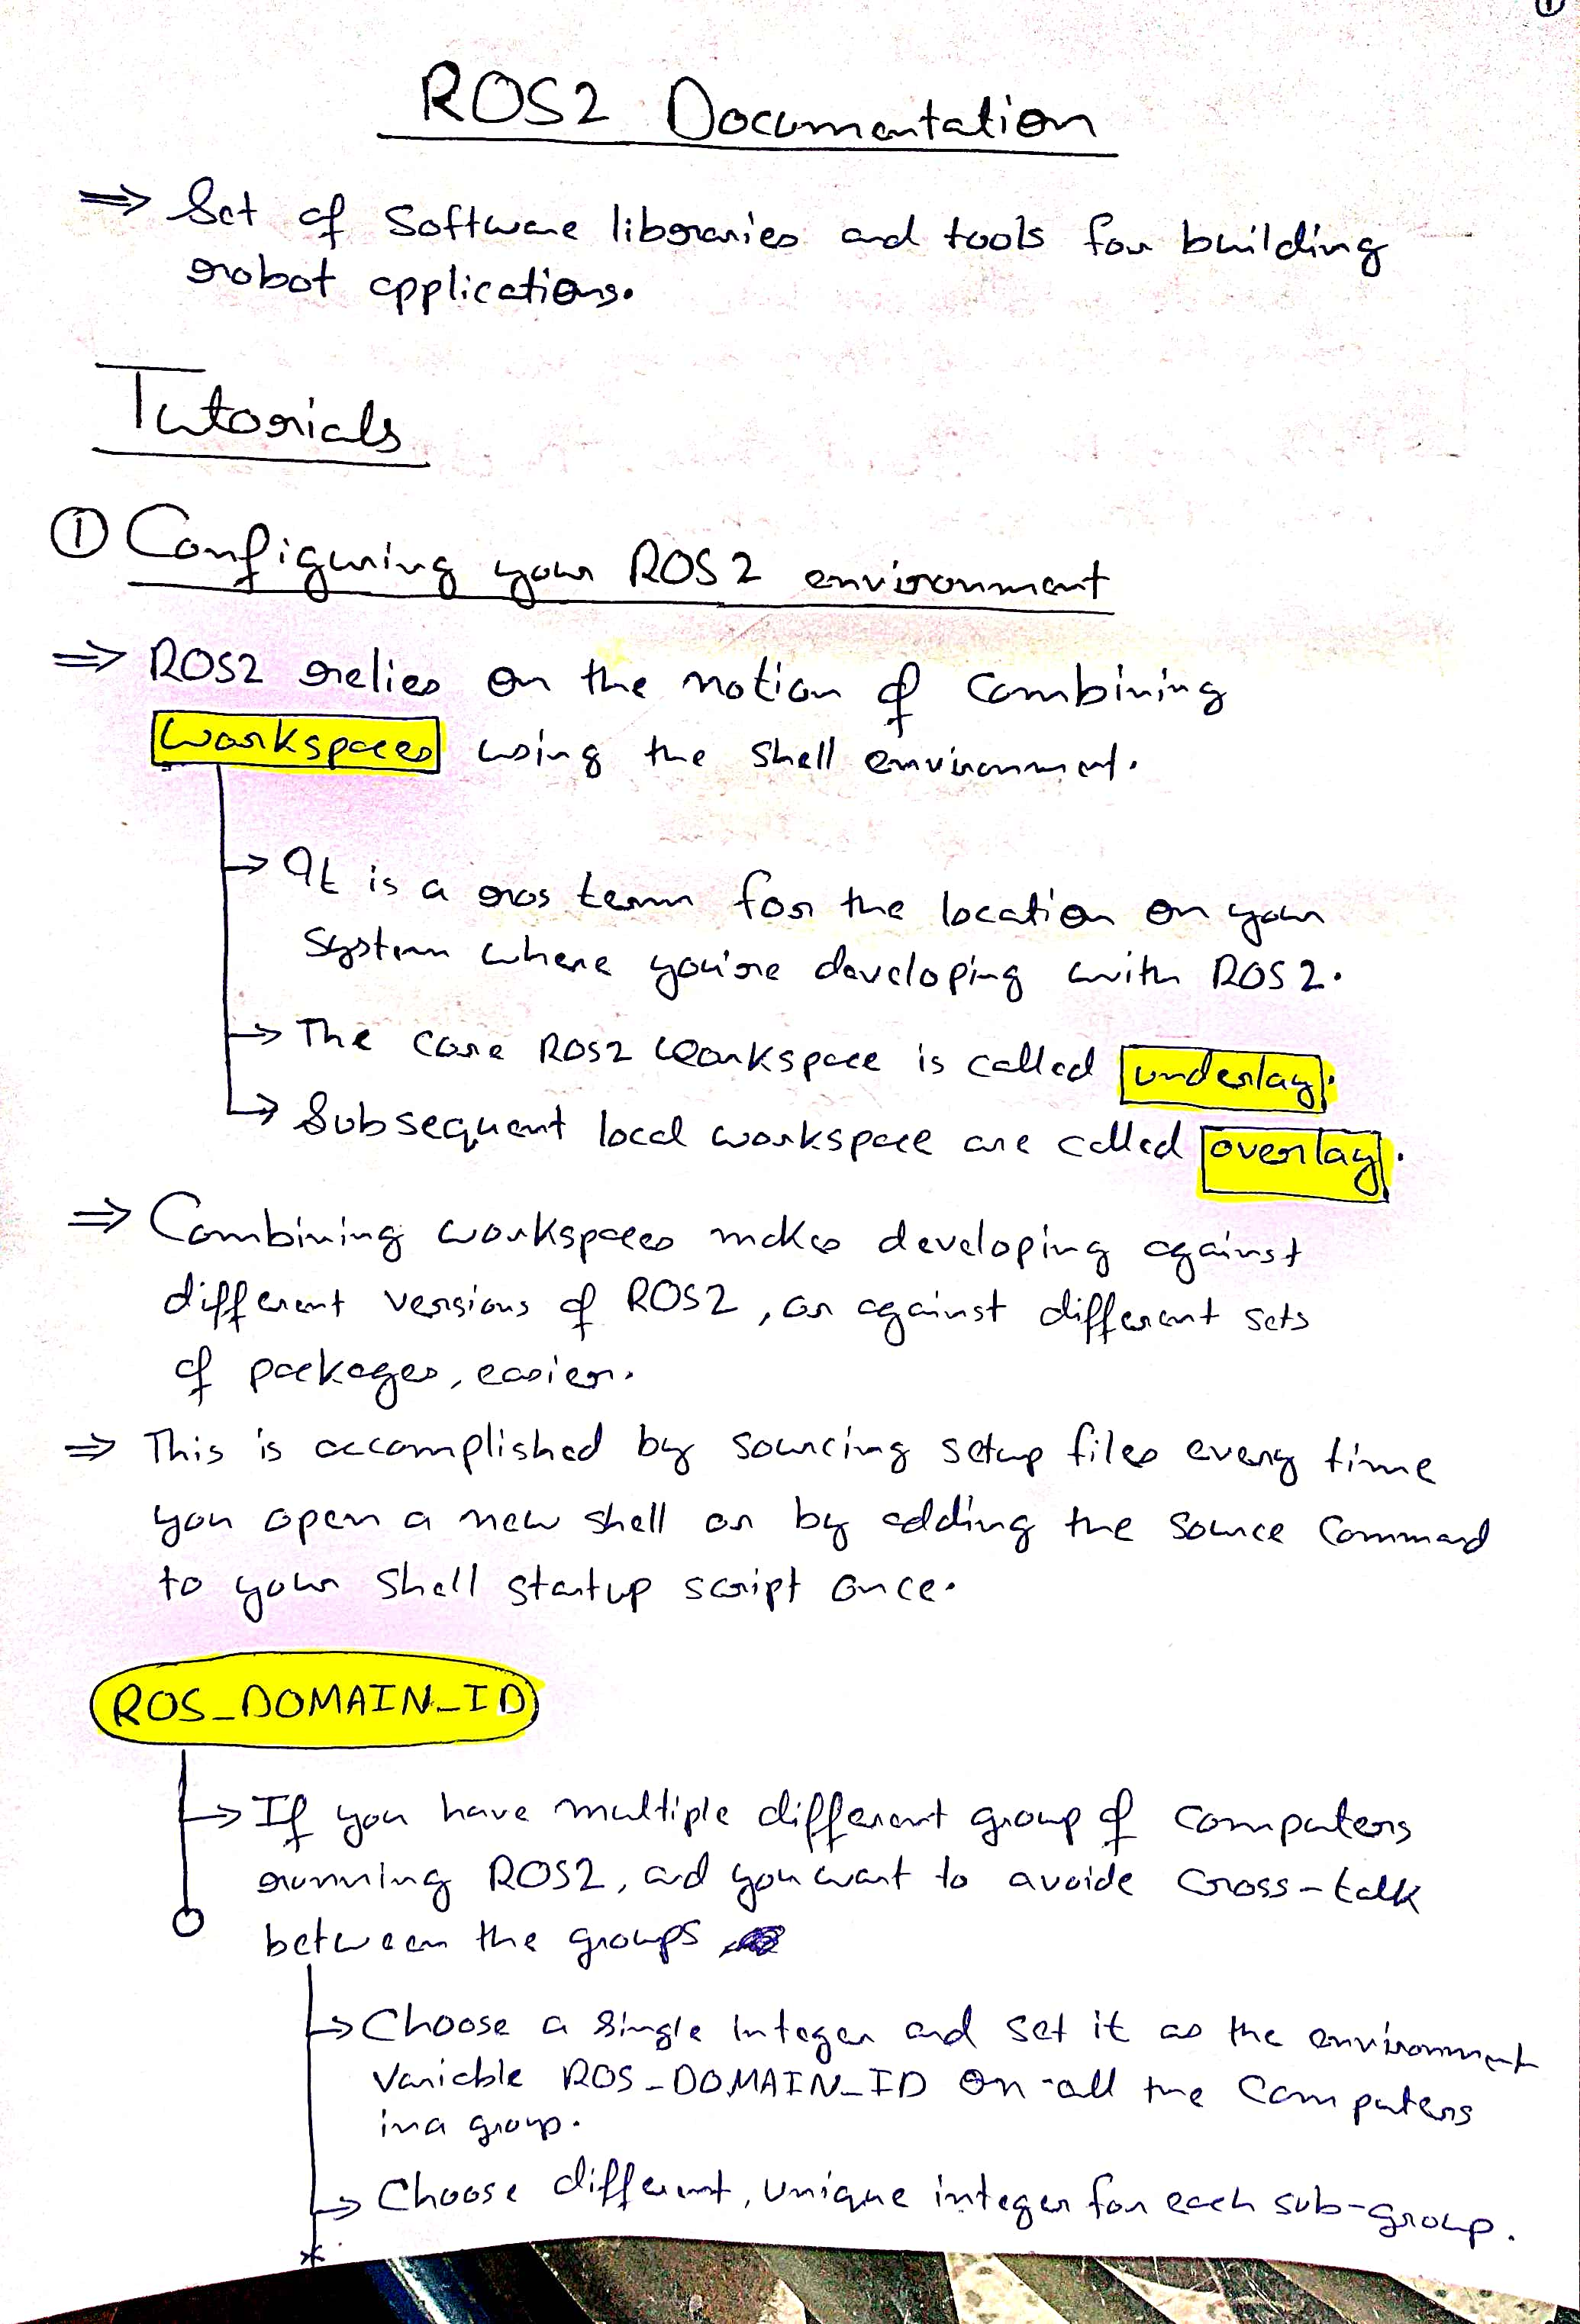 ①
ROS2 Documentation
⇒ Set of Software libraries and tools for building
robot applications.
Tutorials
① Configuring your ROS2 environment
⇒ ROS2 relies on the notion of Combining
Workspaces using the Shell environment.
→ It is a ros term for the location on your
System where you're developing with ROS2.
→ The core ROS2 Workspace is called underlay.
→ Subsequent local workspace are called overlay.
⇒ Combining workspaces makes developing against
different versions of ROS2, or against different sets
of packages, easier.
⇒ This is accomplished by sourcing setup files every time
you open a new shell or by adding the source Command
to your Shell startup script once.
ROS_DOMAIN_ID
→ If you have multiple different group of computers
running ROS2, and you want to avoide cross-talk
between the groups
→ Choose a single Integer and set it as the environment
variable ROS_DOMAIN_ID on all the Computers
in a group.
→ Choose different, unique integer for each sub-group.
*